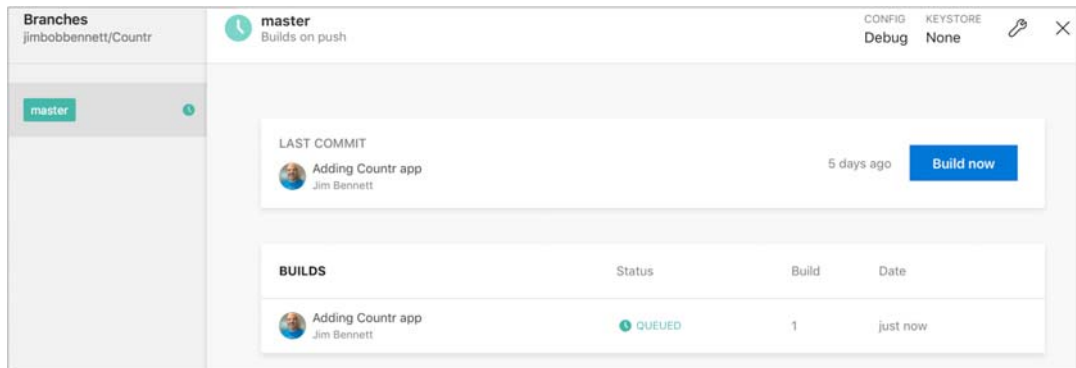 Branches
jimbobbennett/Countr
master
Builds on push
CONFIG
Debug
KEYSTORE
None
master
LAST COMMIT
Adding Countr app
Jim Bennett
5 days ago
Build now
BUILDS Status Build Date
Adding Countr app
Jim Bennett
QUEUED 1 just now